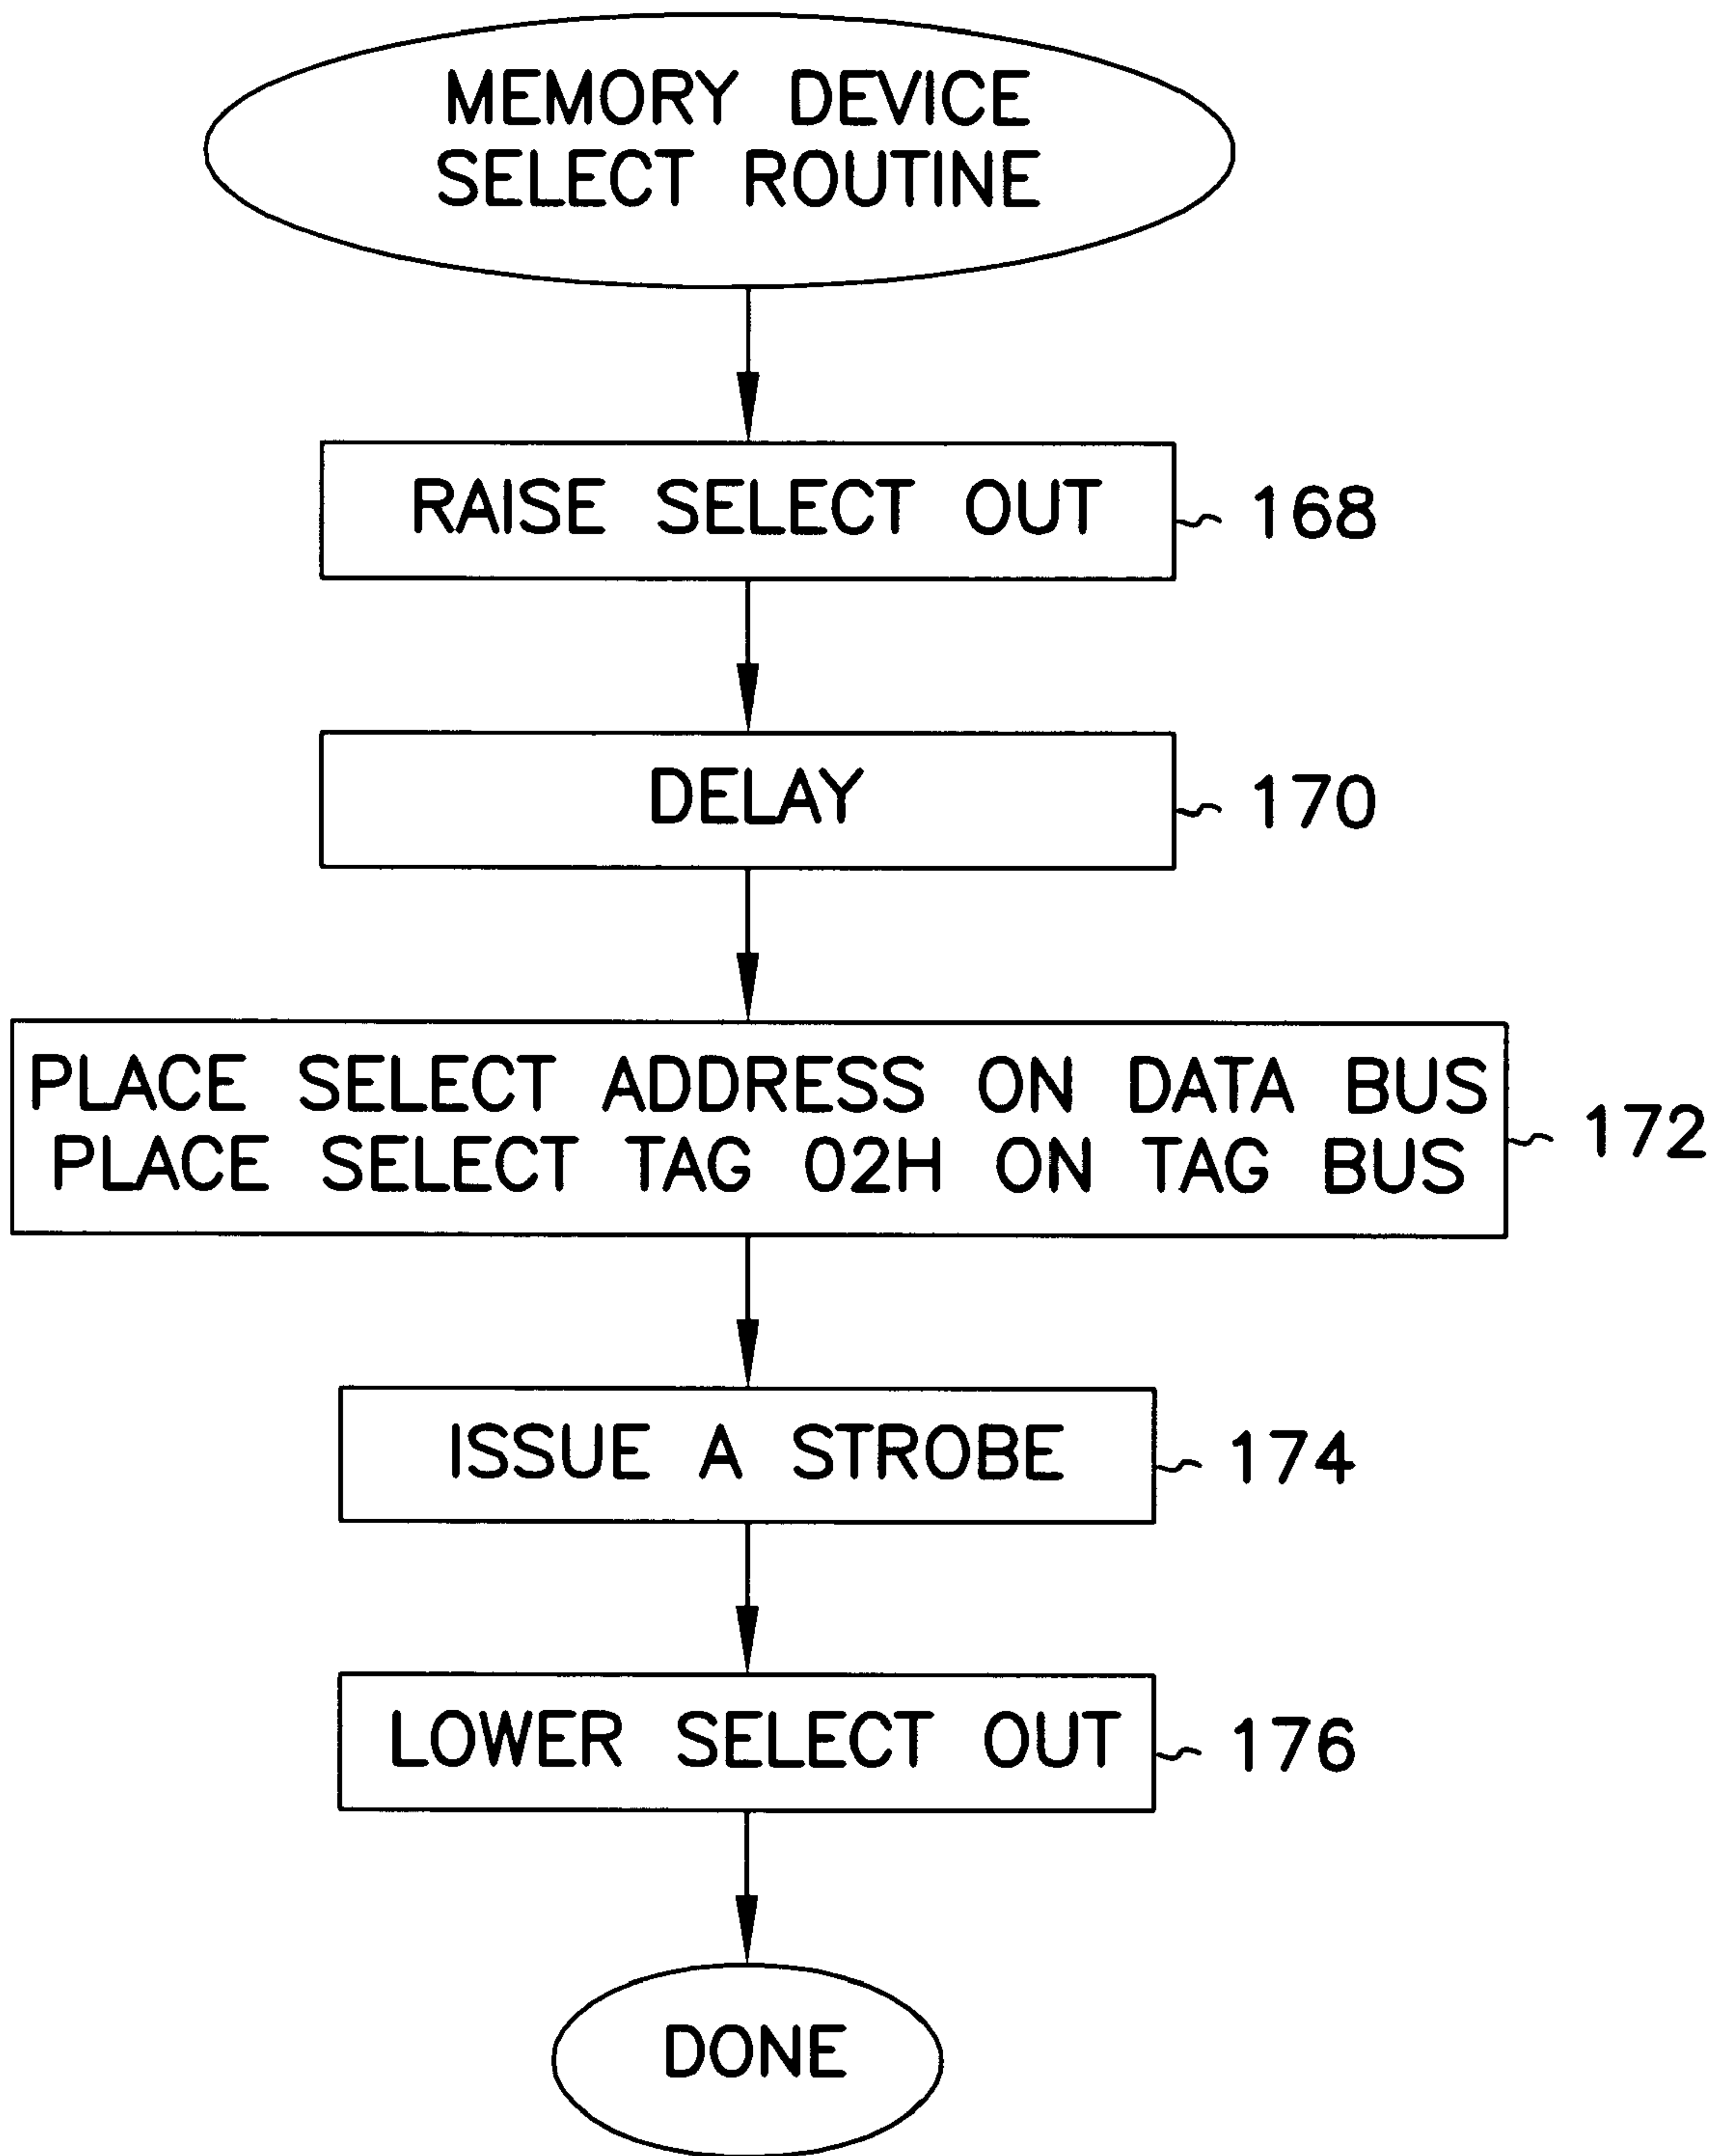 MEMORY DEVICE
SELECT ROUTINE
RAISE SELECT OUT
168
DELAY
170
PLACE SELECT ADDRESS ON DATA BUS
PLACE SELECT TAG 02H ON TAG BUS
172
ISSUE A STROBE
174
LOWER SELECT OUT
176
DONE